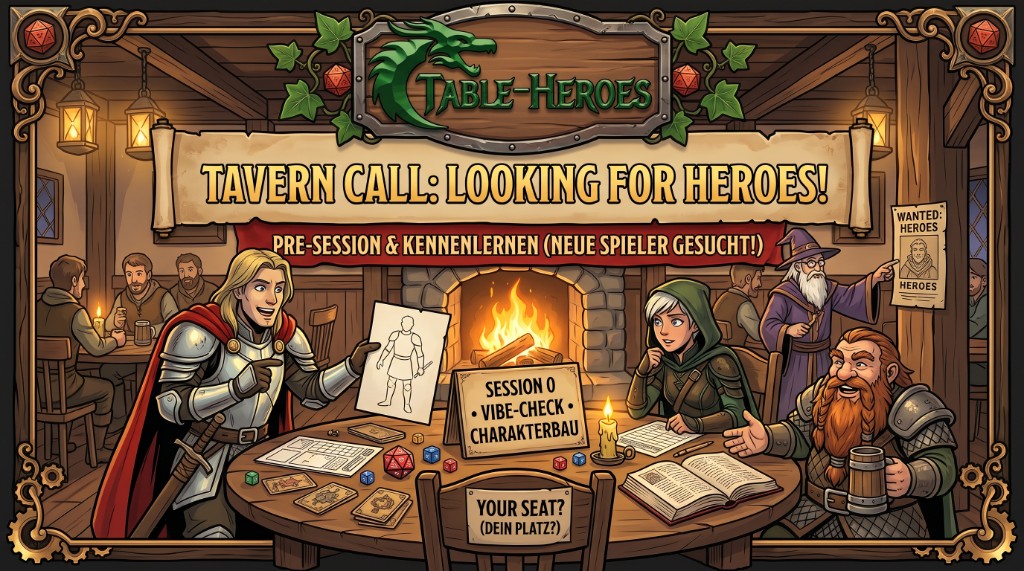 TABLE-HEROES
TAVERN CALL: LOOKING FOR HEROES!
PRE-SESSION & KENNENLERNEN (NEUE SPIELER GESUCHT!)
WANTED:
HEROES
HEROES
SESSION 0
• VIBE-CHECK •
CHARAKTERBAU
YOUR SEAT?
(DEIN PLATZ?)